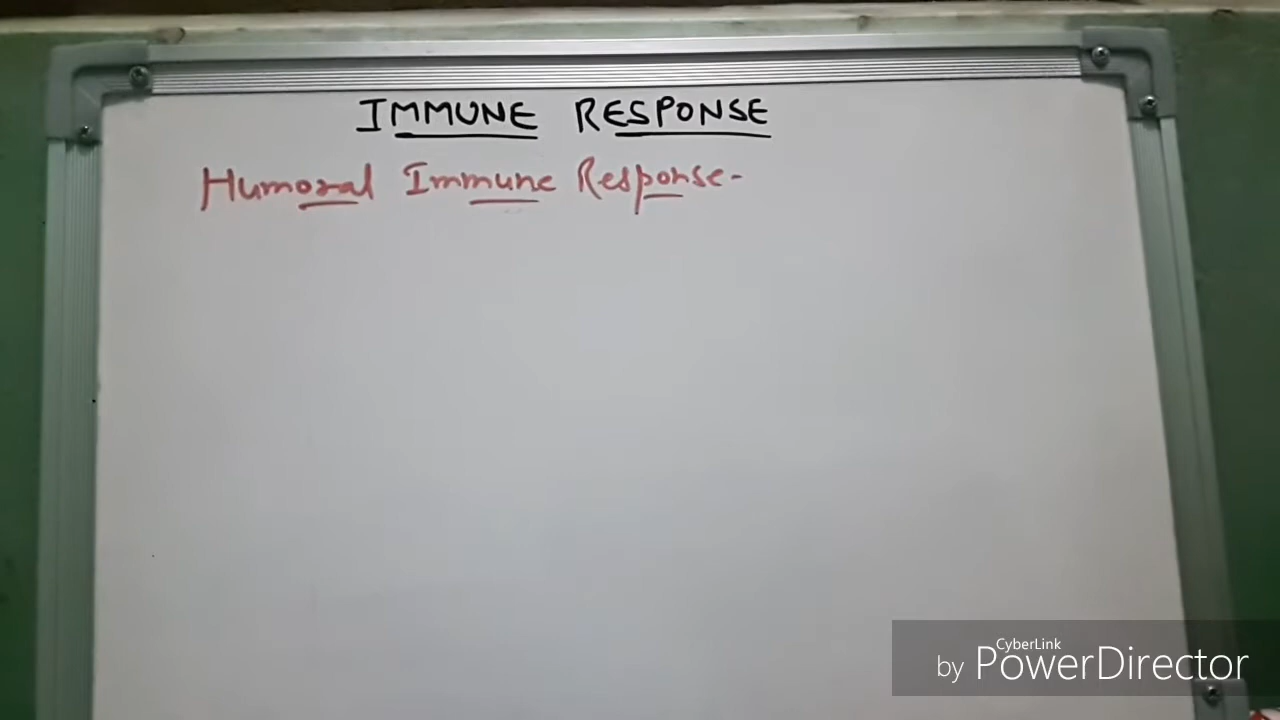 IMMUNE RESPONSE
Humoral Immune Response-
CyberLink
by PowerDirector